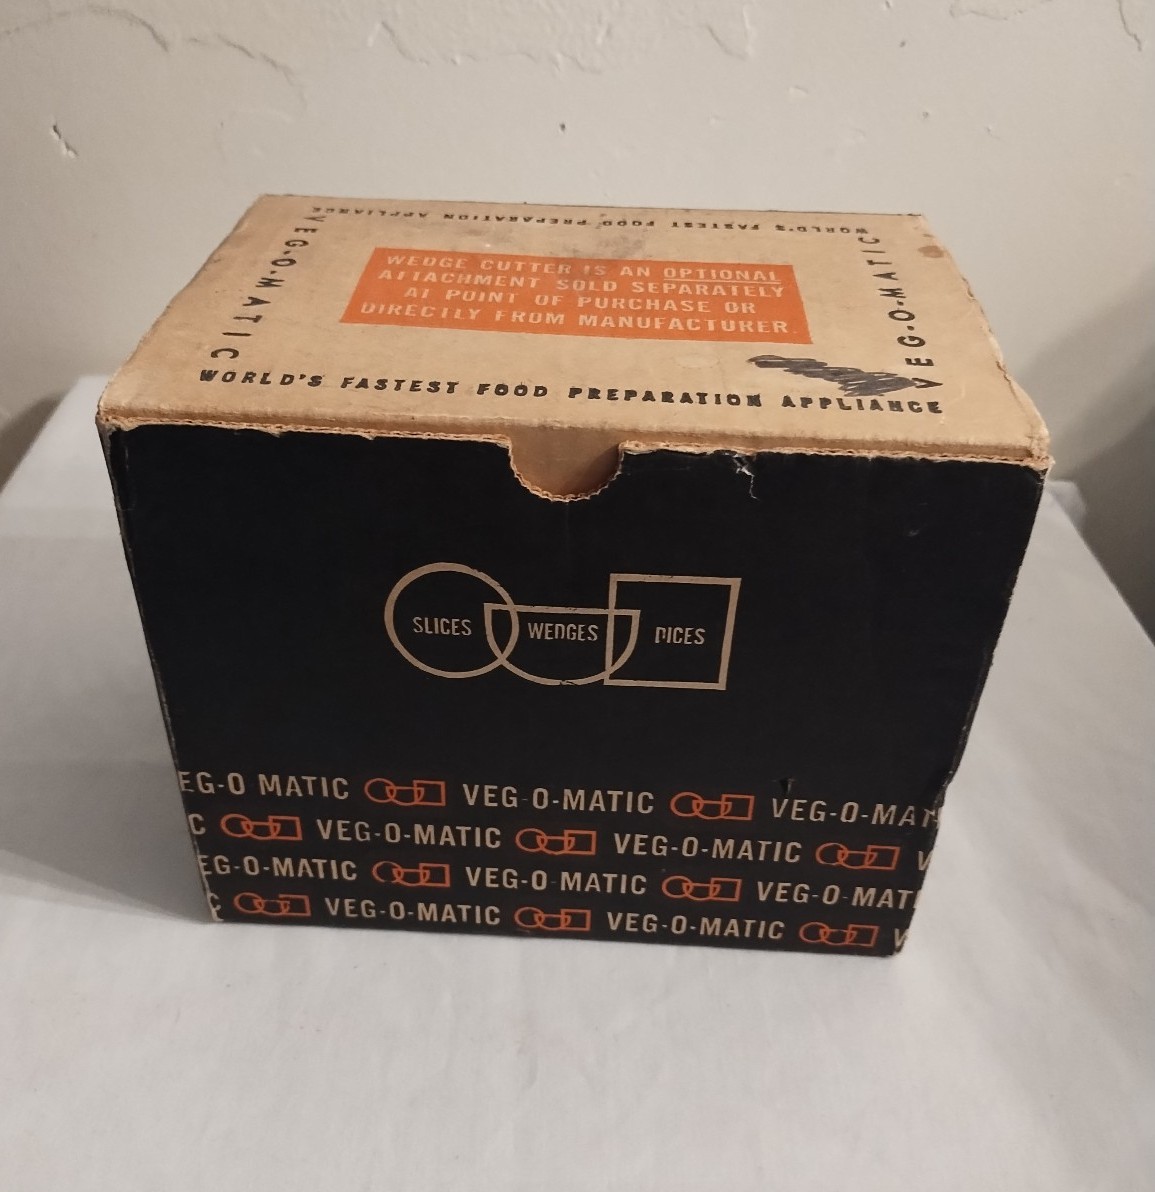 WORLD'S FASTEST FOOD PREPARATION APPLIANCE
VEG-O-MATIC
WEDGE CUTTER IS AN OPTIONAL
ATTACHMENT SOLD SEPARATELY
AT POINT OF PURCHASE OR
DIRECTLY FROM MANUFACTURER
VEG-O-MATIC
WORLD'S FASTEST FOOD PREPARATION APPLIANCE
SLICES WEDGES DICES
EG-O MATIC VEG-O-MATIC VEG-O-MAT
C VEG-O-MATIC VEG-O-MATIC V
EG-O-MATIC VEG-O MATIC VEG-O MATI
C VEG-O-MATIC VEG-O-MATIC V